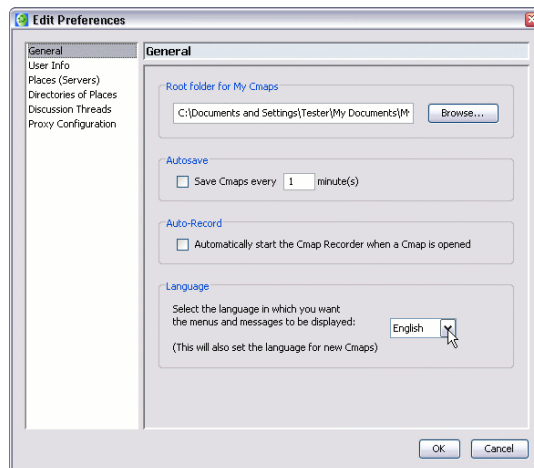 Edit Preferences
General
User Info
Places (Servers)
Directories of Places
Discussion Threads
Proxy Configuration
General
Root folder for My Cmaps
C:\Documents and Settings\Tester\My Documents\M
Browse...
Autosave
Save Cmaps every 1 minute(s)
Auto-Record
Automatically start the Cmap Recorder when a Cmap is opened
Language
Select the language in which you want
the menus and messages to be displayed:
English
(This will also set the language for new Cmaps)
OK Cancel